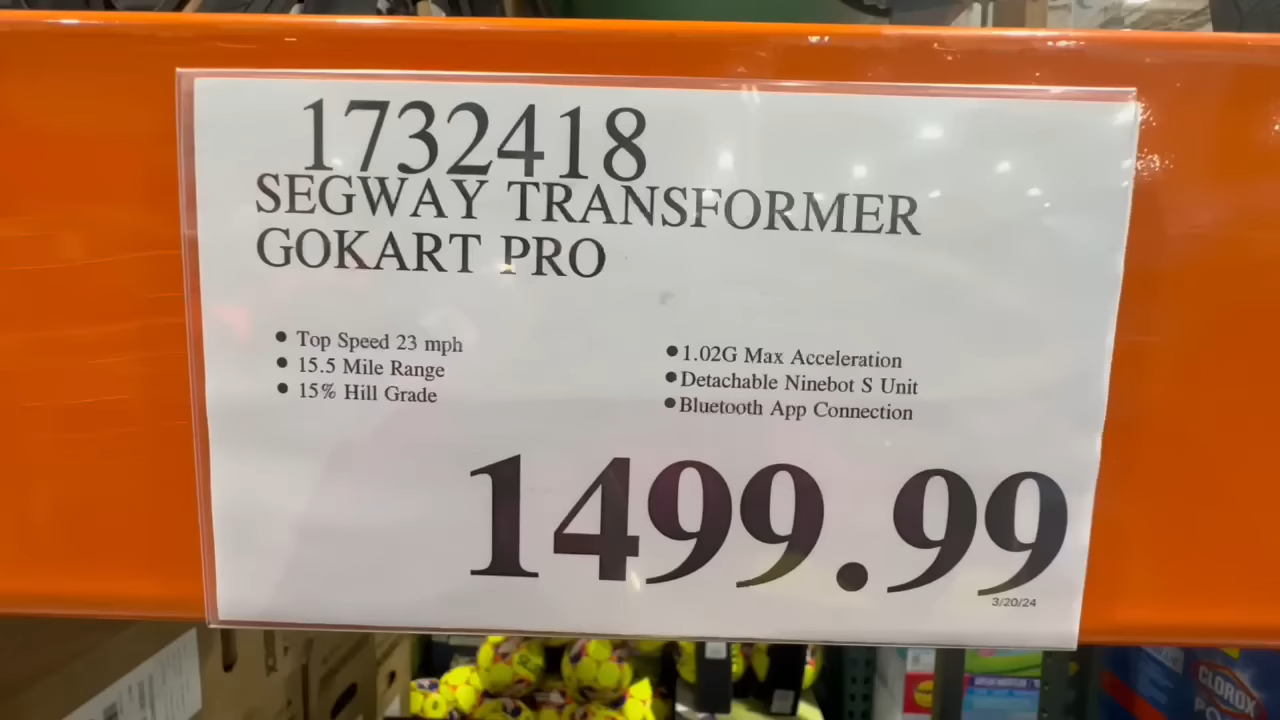 1732418
SEGWAY TRANSFORMER
GOKART PRO
• Top Speed 23 mph
• 15.5 Mile Range
• 15% Hill Grade
• 1.02G Max Acceleration
• Detachable Ninebot S Unit
• Bluetooth App Connection
1499.99
3/20/24
CLOROX